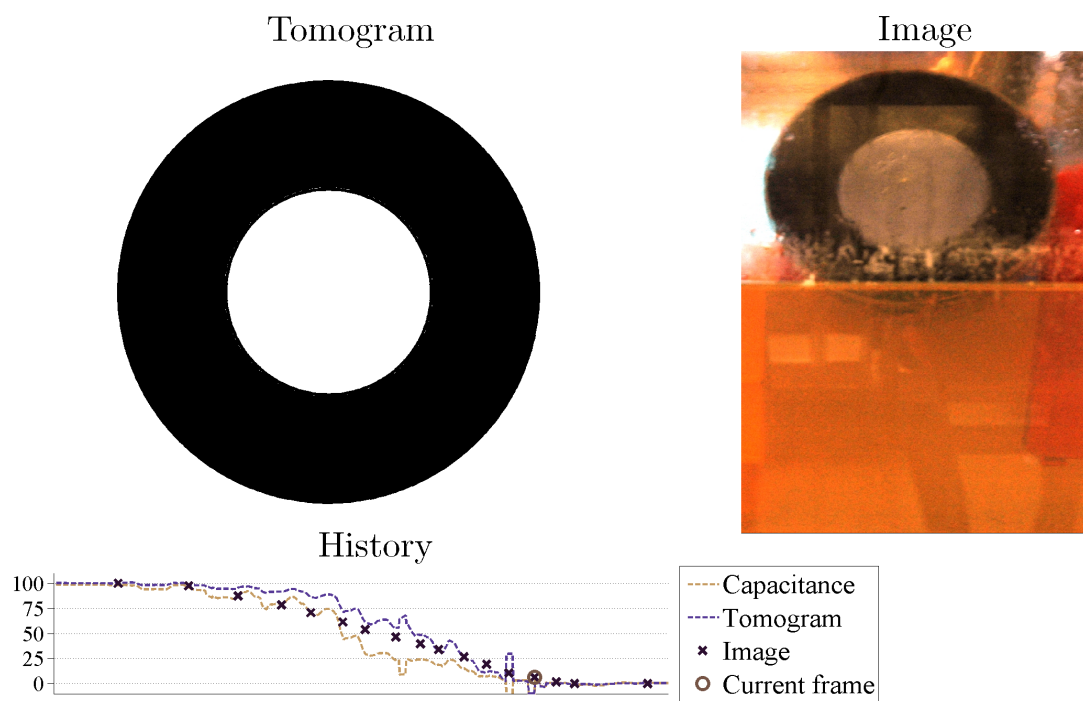 Tomogram
Image
History
100
75
50
25
0
Capacitance
Tomogram
Image
Current frame